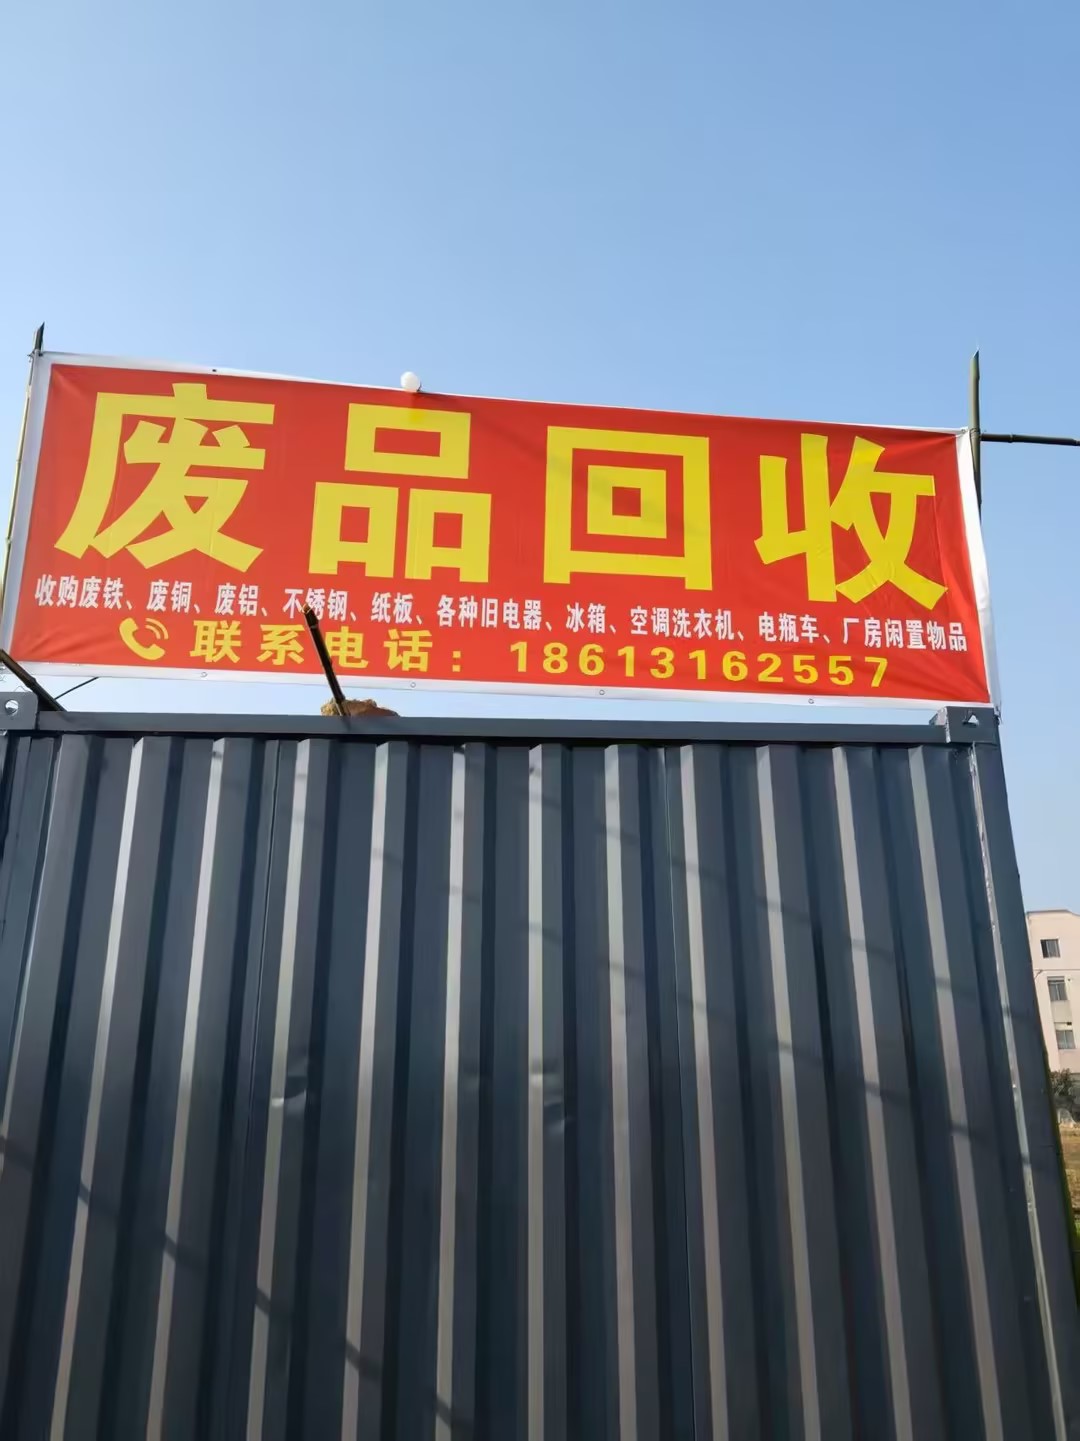 废品回收
收购废铁、废铜、废铝、不锈钢、纸板、各种旧电器、冰箱、空调洗衣机、电瓶车、厂房闲置物品
联系电话：18613162557